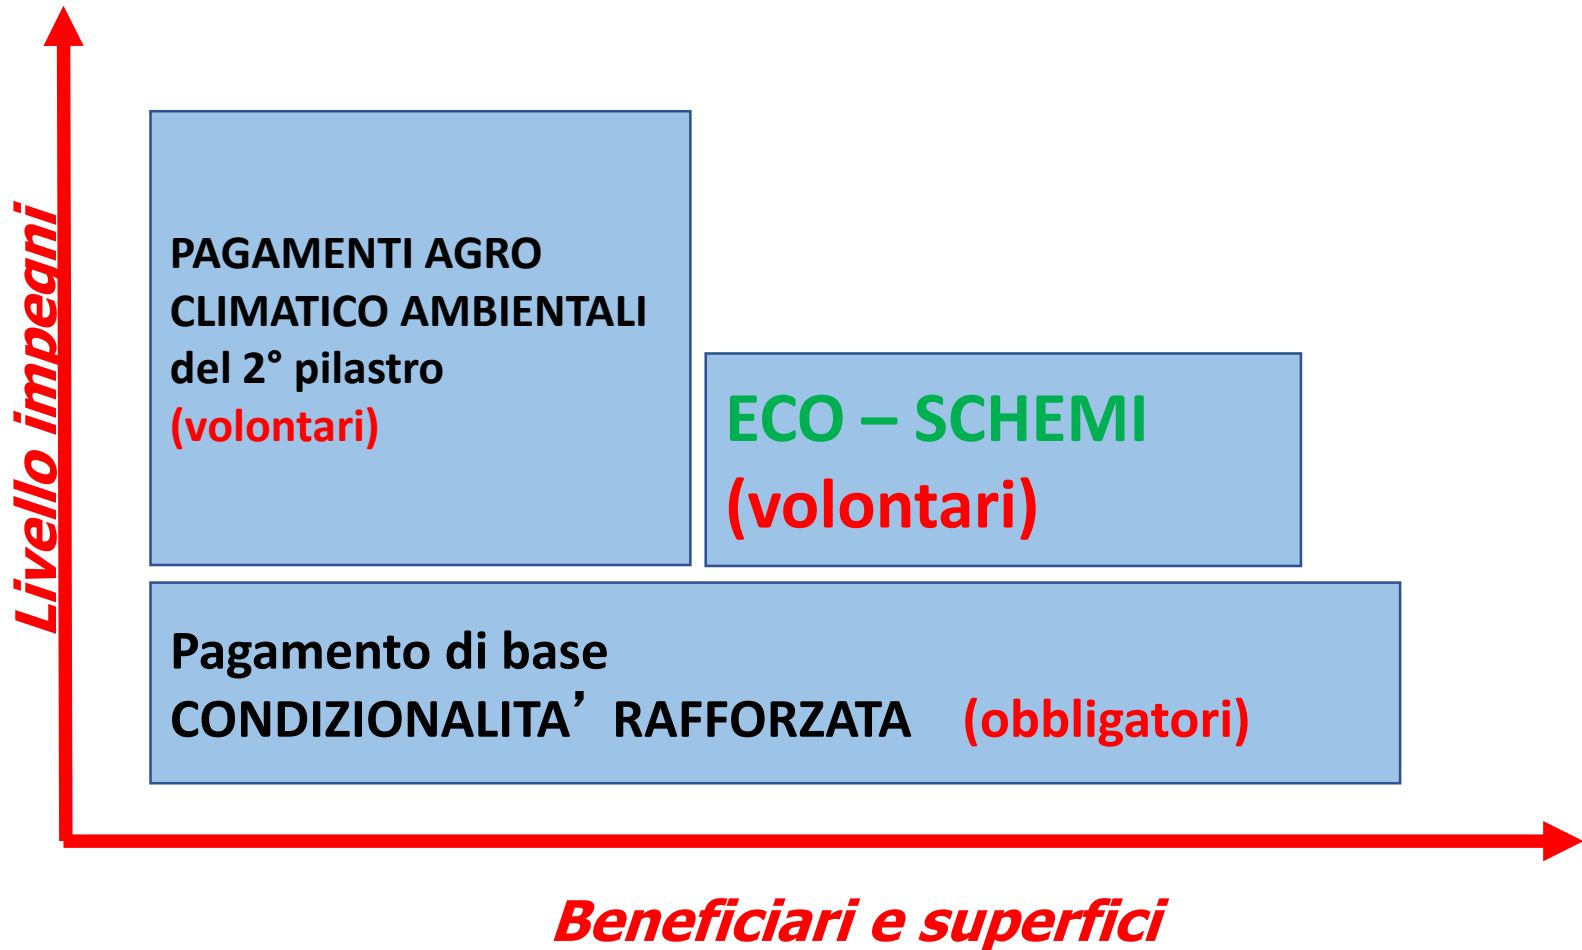 Livello impegni
PAGAMENTI AGRO
CLIMATICO AMBIENTALI
del 2° pilastro
(volontari)
ECO – SCHEMI
(volontari)
Pagamento di base
CONDIZIONALITA’ RAFFORZATA (obbligatori)
Beneficiari e superfici